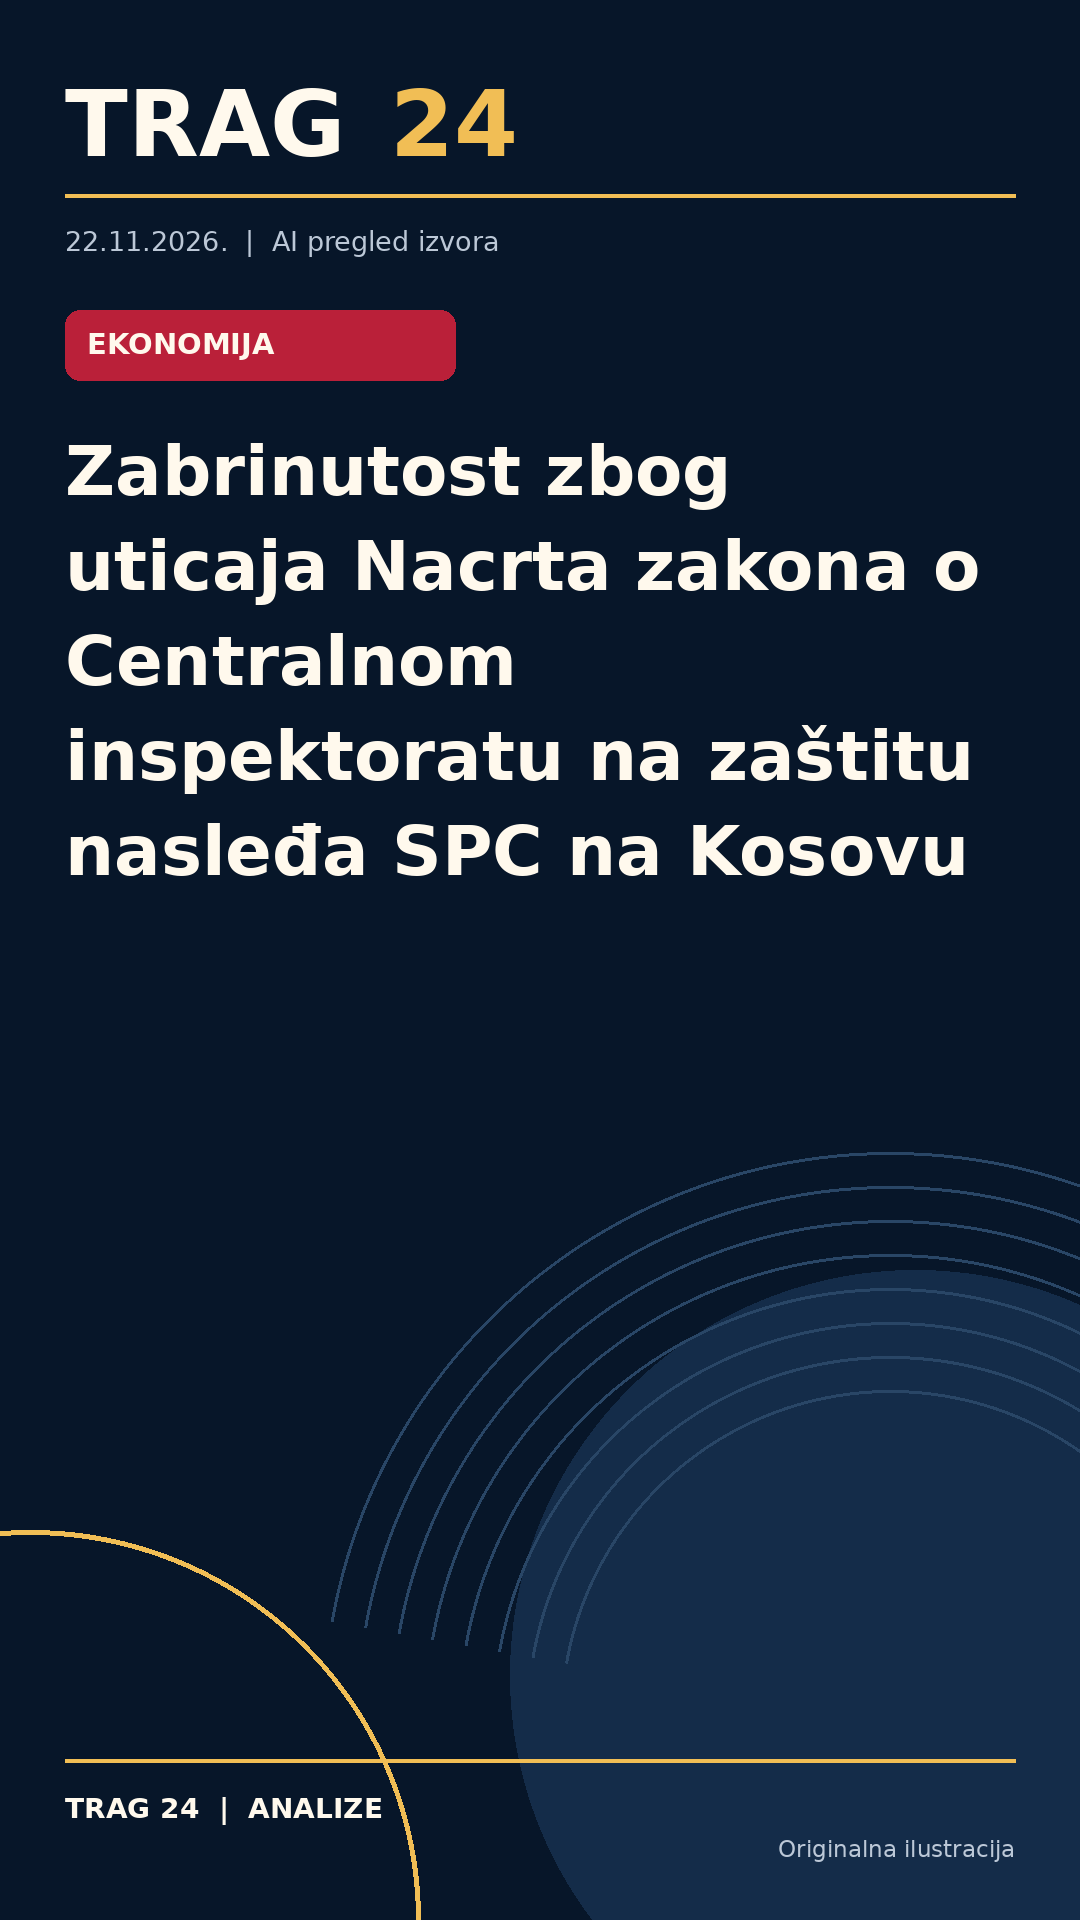 TRAG 24
22.11.2026. | AI pregled izvora
EKONOMIJA
Zabrinutost zbog
uticaja Nacrta zakona o
Centralnom
inspektoratu na zaštitu
nasleđa SPC na Kosovu
TRAG 24 | ANALIZE
Originalna ilustracija